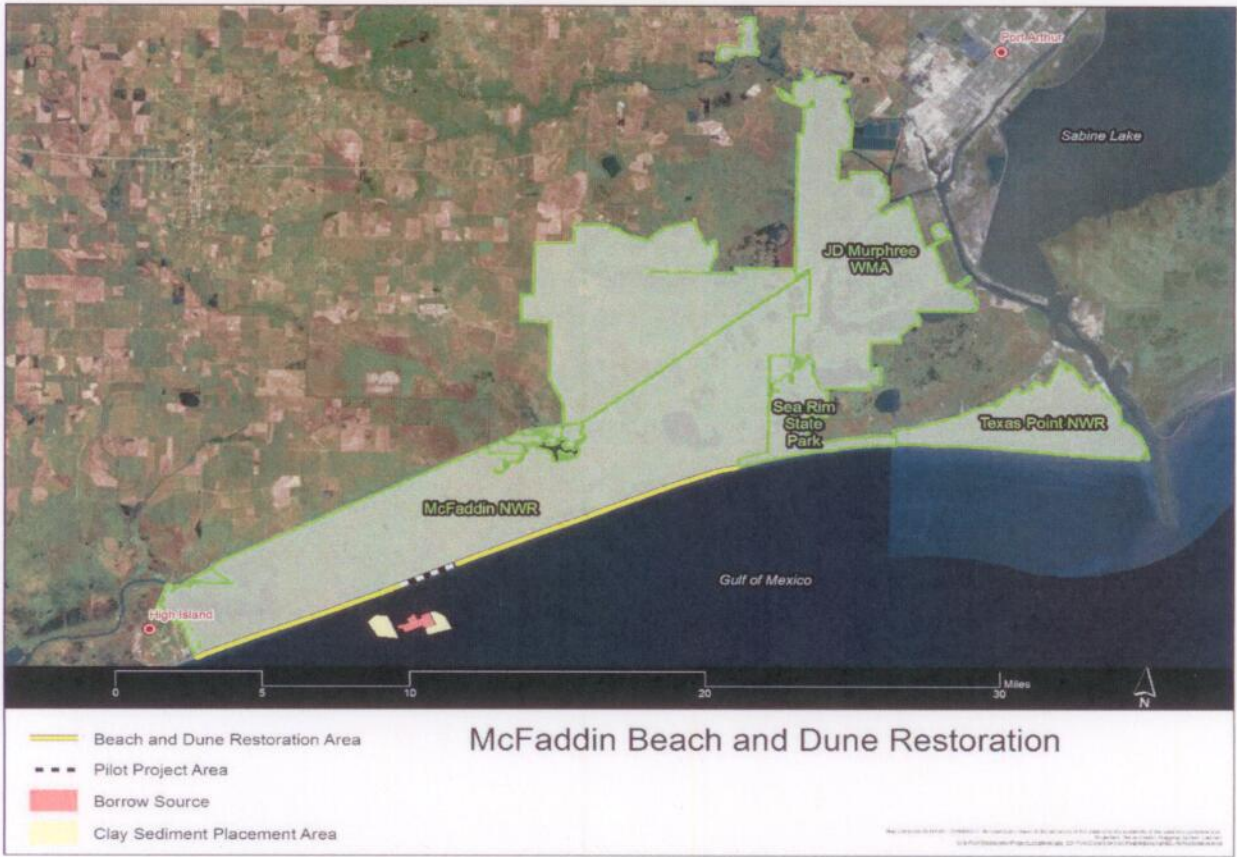 Port Arthur
Sabine Lake
JD Murphree
WMA
Sea Rim
State
Park
Texas Point NWR
McFaddin NWR
Gulf of Mexico
High Island
0 5 10 20 30 Miles
N
McFaddin Beach and Dune Restoration
Beach and Dune Restoration Area
Pilot Project Area
Borrow Source
Clay Sediment Placement Area